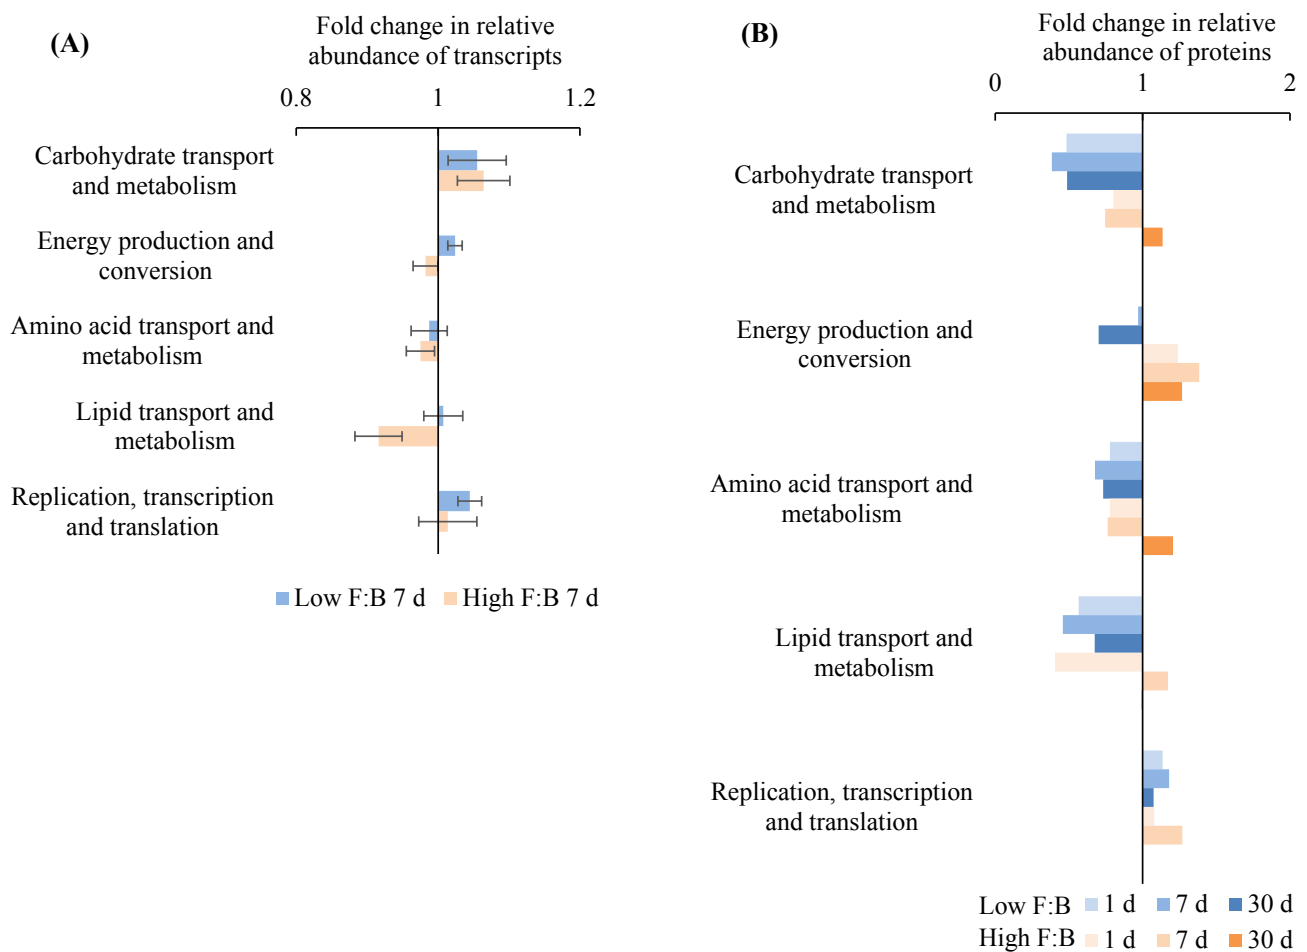 (A)
Fold change in relative
abundance of transcripts
0.8 1 1.2
Carbohydrate transport
and metabolism
Energy production and
conversion
Amino acid transport and
metabolism
Lipid transport and
metabolism
Replication, transcription
and translation
Low F:B 7 d High F:B 7 d
(B)
Fold change in relative
abundance of proteins
0 1 2
Carbohydrate transport
and metabolism
Energy production and
conversion
Amino acid transport and
metabolism
Lipid transport and
metabolism
Replication, transcription
and translation
Low F:B 1 d 7 d 30 d
High F:B 1 d 7 d 30 d